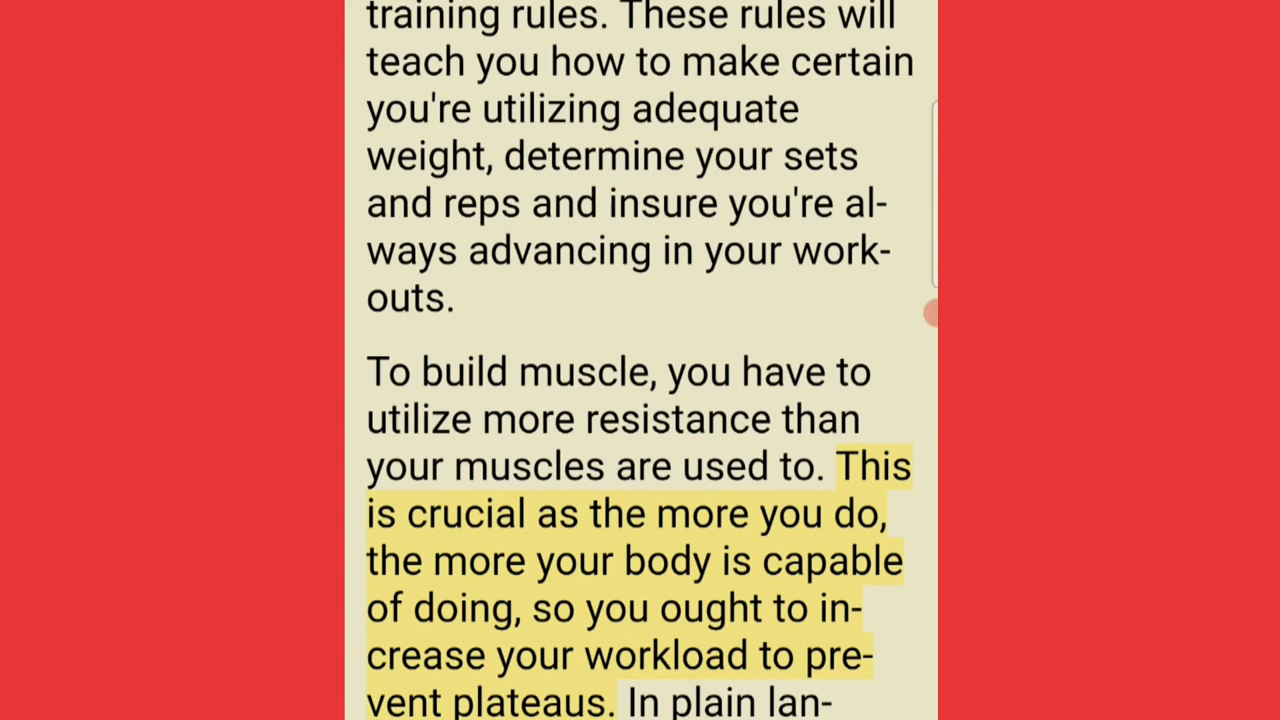 training rules. These rules will
teach you how to make certain
you're utilizing adequate
weight, determine your sets
and reps and insure you're al-
ways advancing in your work-
outs.
To build muscle, you have to
utilize more resistance than
your muscles are used to. This
is crucial as the more you do,
the more your body is capable
of doing, so you ought to in-
crease your workload to pre-
vent plateaus. In plain lan-